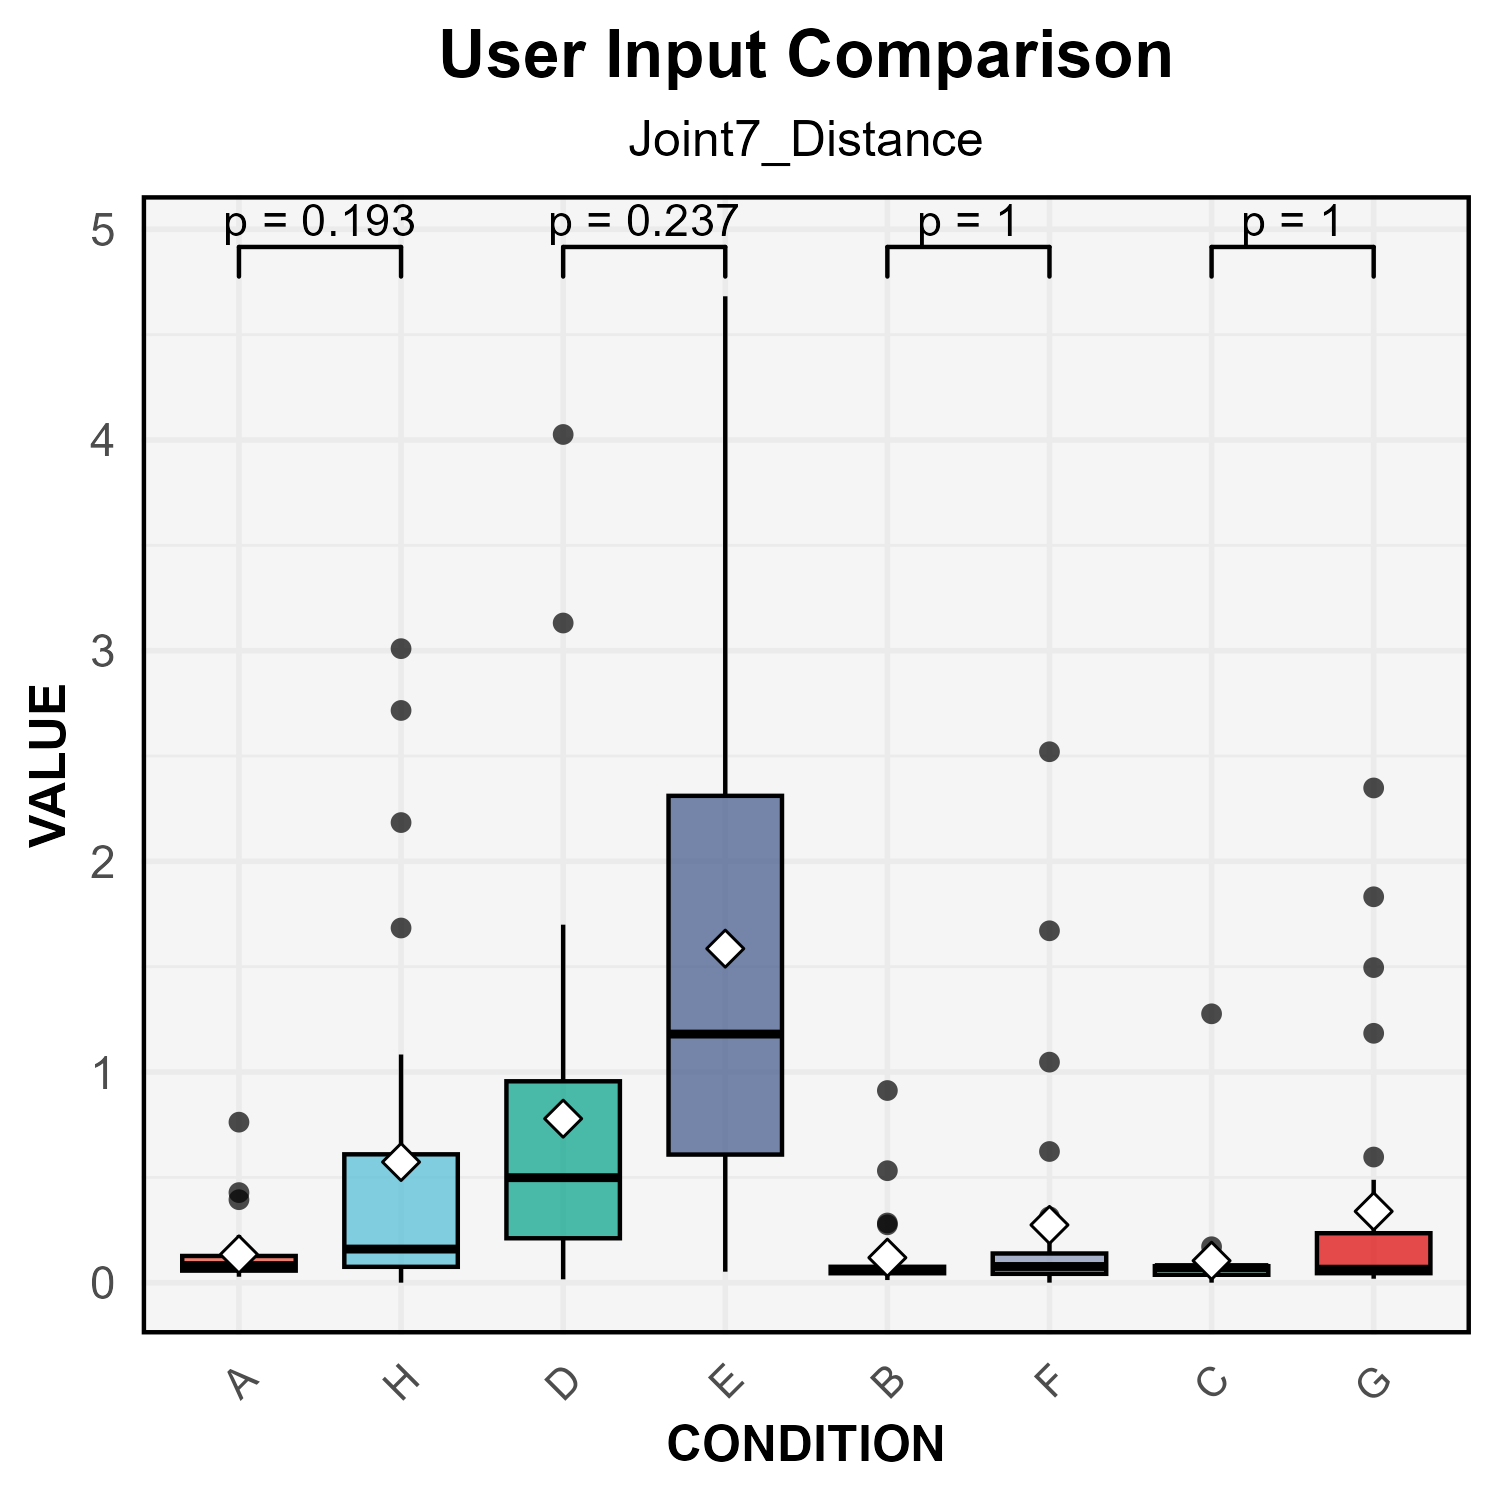 User Input Comparison
Joint7_Distance
p = 0.193
p = 0.237
p = 1
p = 1
5
4
3
2
1
0
VALUE
A
H
D
E
B
F
C
G
CONDITION